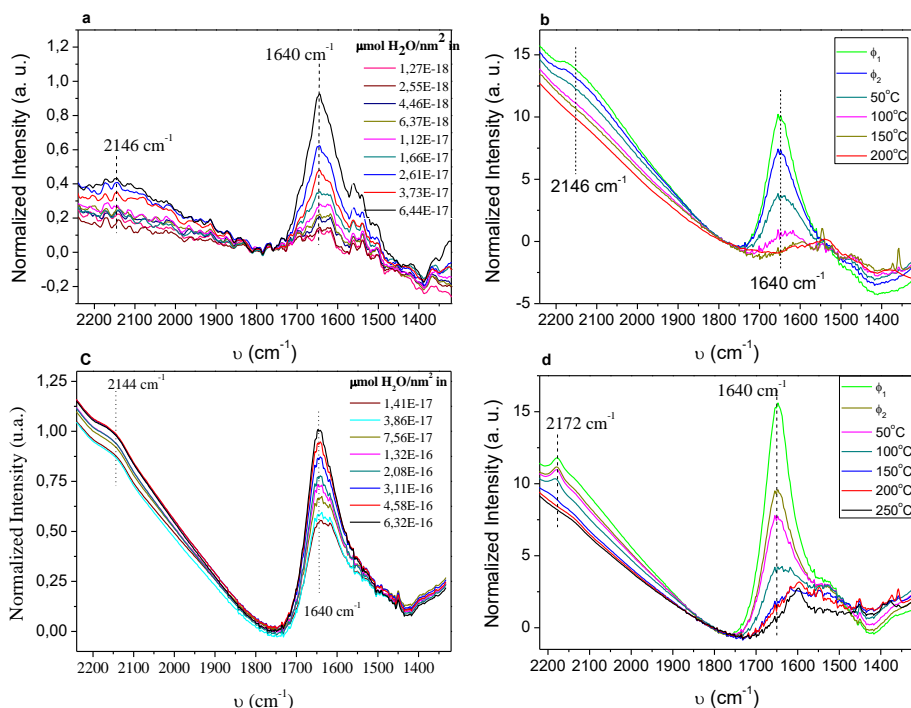 a
Normalized Intensity (a. u.)
1,2
1,0
0,8
0,6
0,4
0,2
0,0
-0,2
1640 cm-1
2146 cm-1
µmol H2O/nm2 in
1,27E-18
2,55E-18
4,46E-18
6,37E-18
1,12E-17
1,66E-17
2,61E-17
3,73E-17
6,44E-17
2200 2100 2000 1900 1800 1700 1600 1500 1400
υ (cm-1)
b
Normalized Intensity (a. u.)
15
10
5
0
-5
2146 cm-1
1640 cm-1
ϕ1
ϕ2
50°C
100°C
150°C
200°C
2200 2100 2000 1900 1800 1700 1600 1500 1400
υ (cm-1)
C
Normalized Intensity (u.a.)
1,25
1,00
0,75
0,50
0,25
0,00
2144 cm-1
1640 cm-1
µmol H2O/nm2 in
1,41E-17
3,86E-17
7,56E-17
1,32E-16
2,08E-16
3,11E-16
4,58E-16
6,32E-16
2200 2100 2000 1900 1800 1700 1600 1500 1400
υ (cm-1)
d
Normalized Intensity (a. u.)
15
10
5
0
2172 cm-1
1640 cm-1
ϕ1
ϕ2
50°C
100°C
150°C
200°C
250°C
2200 2100 2000 1900 1800 1700 1600 1500 1400
υ (cm-1)